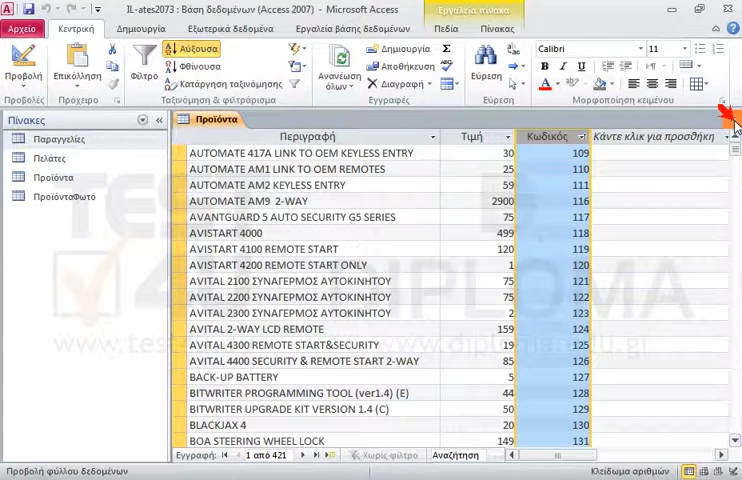 IL-ates2073 : Βάση δεδομένων (Access 2007) - Microsoft Access
Εργαλεία πίνακα
Αρχείο
Κεντρική
Δημιουργία
Εξωτερικά δεδομένα
Εργαλεία βάσης δεδομένων
Πεδία
Πίνακας
Προβολή
Προβολές
Επικόλληση
Πρόχειρο
Φίλτρο
Αύξουσα
Φθίνουσα
Κατάργηση ταξινόμησης
Ταξινόμηση & φιλτράρισμα
Ανανέωση όλων
Δημιουργία
Αποθήκευση
Διαγραφή
Εγγραφές
Εύρεση
Εύρεση
Calibri
11
Μορφοποίηση κειμένου
Πίνακες
Παραγγελίες
Πελάτες
Προϊόντα
ΠροϊόνταΦωτό
Προϊόντα
Περιγραφή Τιμή Κωδικός Κάντε κλικ για προσθήκη
AUTOMATE 417A LINK TO OEM KEYLESS ENTRY 30 109
AUTOMATE AM1 LINK TO OEM REMOTES 25 110
AUTOMATE AM2 KEYLESS ENTRY 59 111
AUTOMATE AM9 2-WAY 2900 116
AVANTGUARD 5 AUTO SECURITY G5 SERIES 75 117
AVISTART 4000 499 118
AVISTART 4100 REMOTE START 120 119
AVISTART 4200 REMOTE START ONLY 1 120
AVITAL 2100 ΣΥΝΑΓΕΡΜΟΣ ΑΥΤΟΚΙΝΗΤΟΥ 75 121
AVITAL 2200 ΣΥΝΑΓΕΡΜΟΣ ΑΥΤΟΚΙΝΗΤΟΥ 75 122
AVITAL 2300 ΣΥΝΑΓΕΡΜΟΣ ΑΥΤΟΚΙΝΗΤΟΥ 2 123
AVITAL 2-WAY LCD REMOTE 159 124
AVITAL 4300 REMOTE START&SECURITY 19 125
AVITAL 4400 SECURITY & REMOTE START 2-WAY 85 126
BACK-UP BATTERY 5 127
BITWRITER PROGRAMMING TOOL (ver1.4) (E) 44 128
BITWRITER UPGRADE KIT VERSION 1.4 (C) 50 129
BLACKJAX 4 20 130
BOA STEERING WHEEL LOCK 149 131
Εγγραφή: 1 από 421 Χωρίς φίλτρο Αναζήτηση
Προβολή φύλλου δεδομένων
Κλείδωμα αριθμών